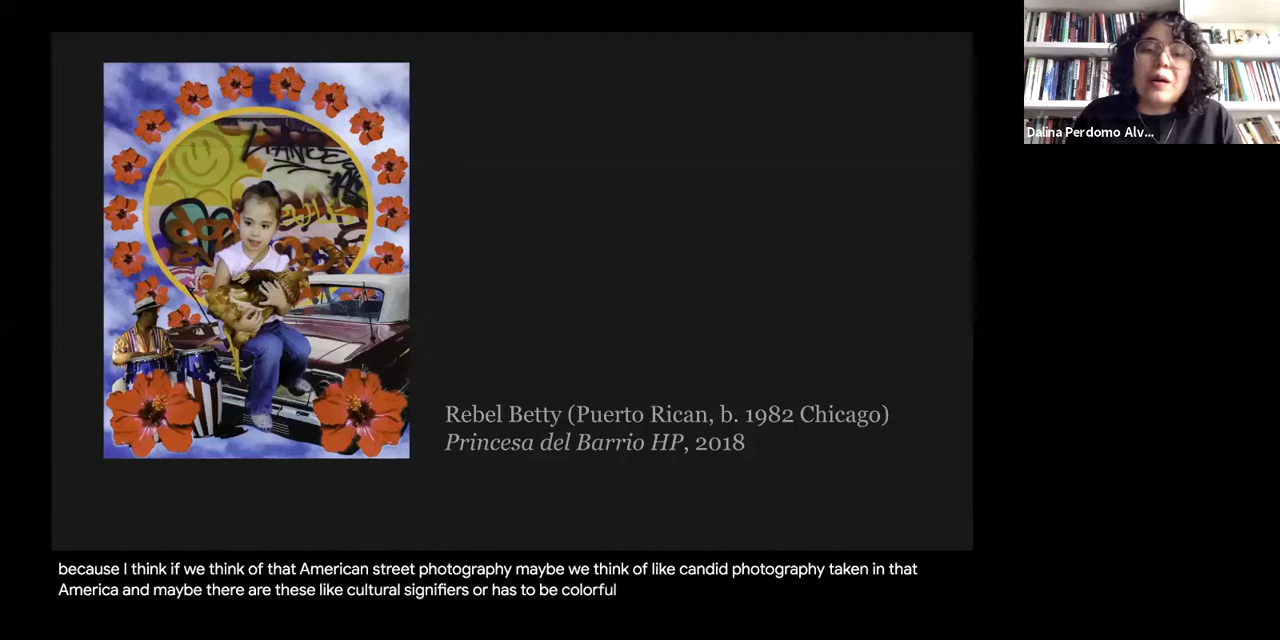 Dalina Perdomo Alv...
Rebel Betty (Puerto Rican, b. 1982 Chicago)
Princesa del Barrio HP, 2018
because I think if we think of that American street photography maybe we think of like candid photography taken in that
America and maybe there are these like cultural signifiers or has to be colorful